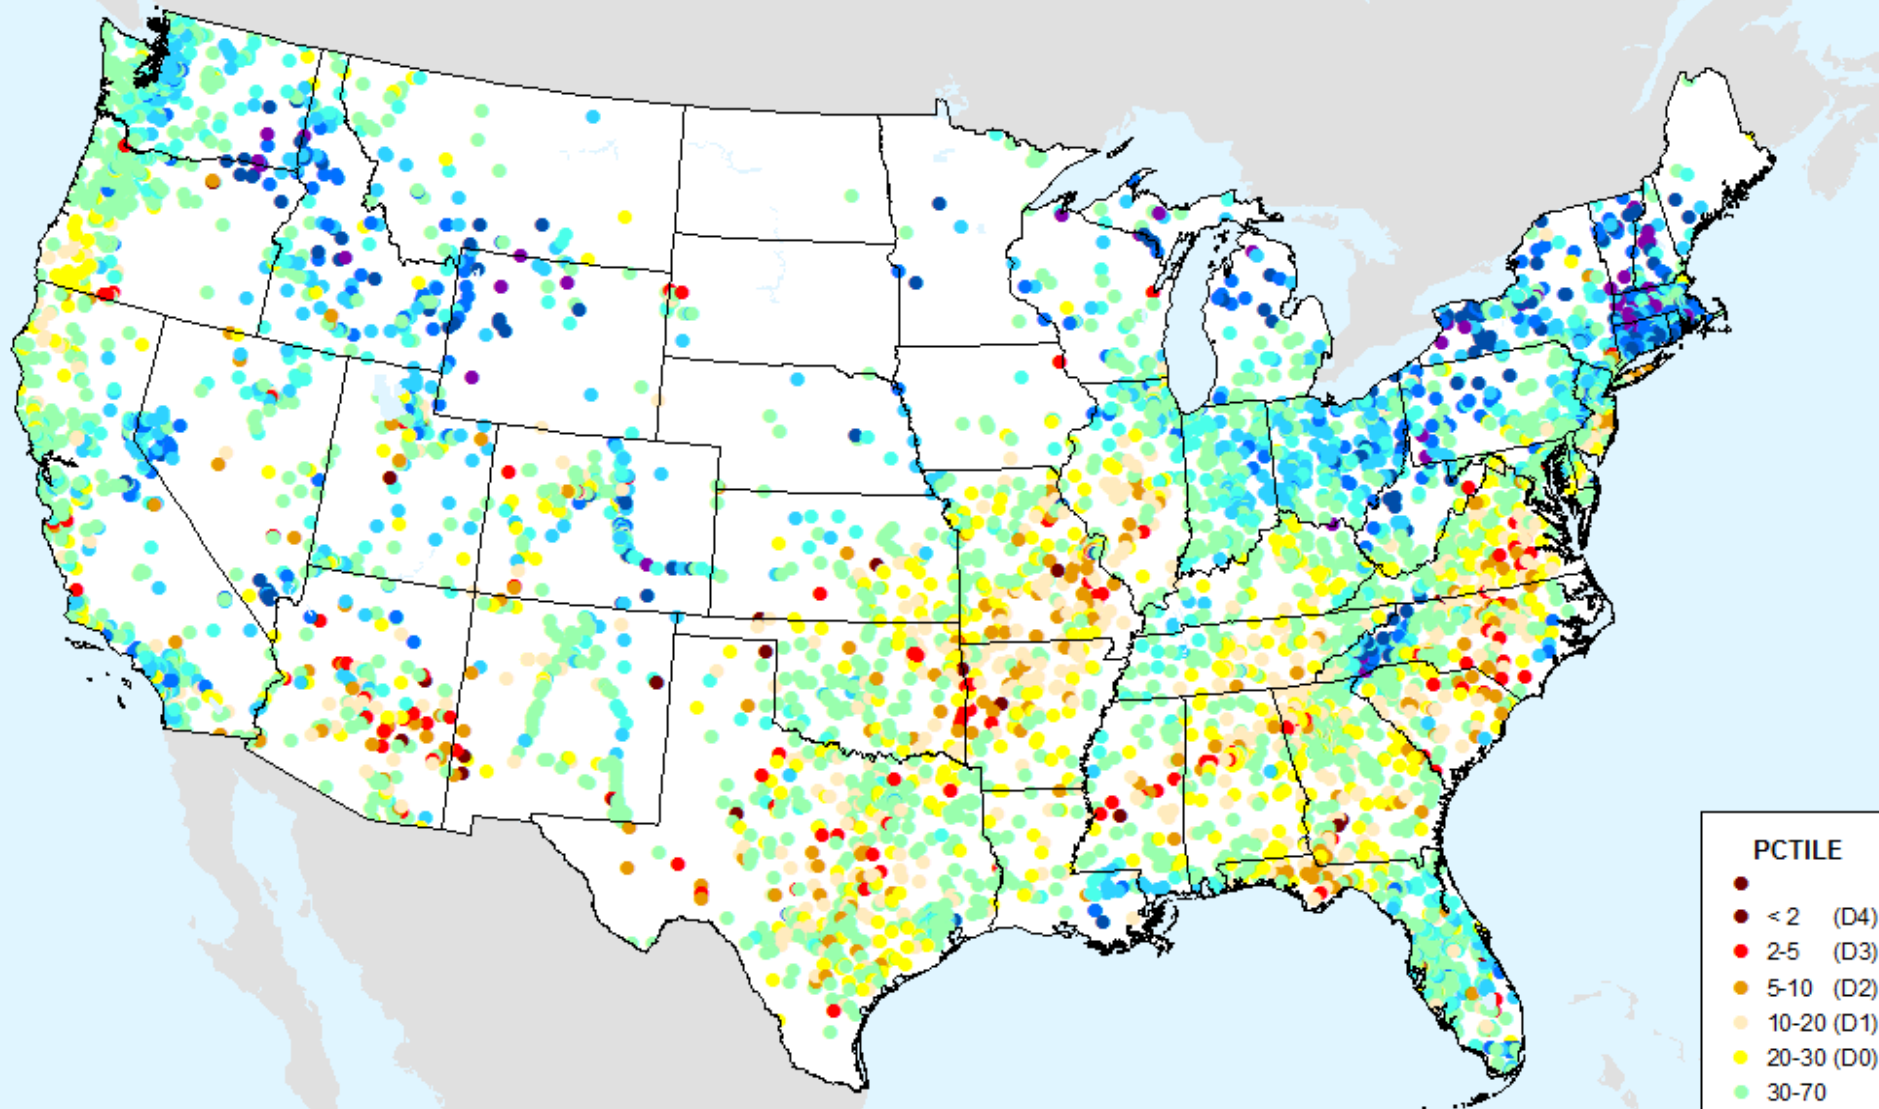 PCTILE
< 2 (D4)
2-5 (D3)
5-10 (D2)
10-20 (D1)
20-30 (D0)
30-70